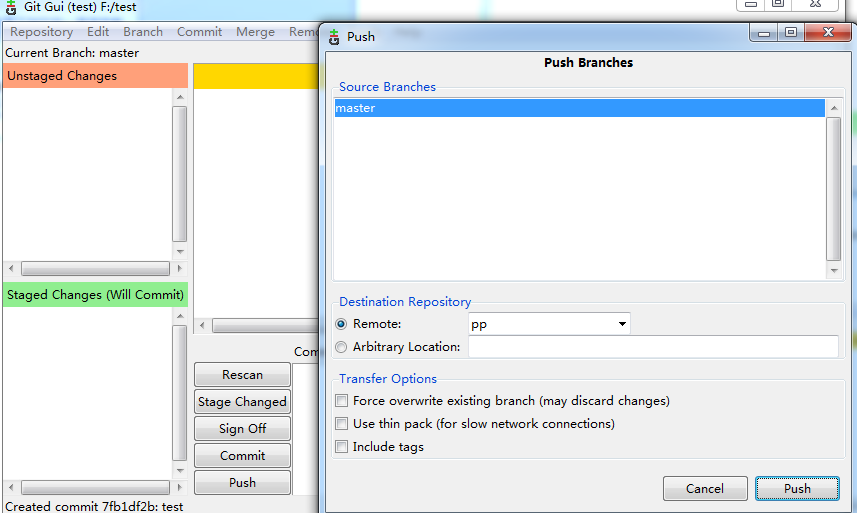 Git Gui (test) F:/test
Repository Edit Branch Commit Merge
Current Branch: master
Unstaged Changes
Staged Changes (Will Commit)
Rescan
Stage Changed
Sign Off
Commit
Push
Created commit 7fb1df2b: test
Push
Push Branches
Source Branches
master
Destination Repository
Remote: pp
Arbitrary Location:
Transfer Options
Force overwrite existing branch (may discard changes)
Use thin pack (for slow network connections)
Include tags
Cancel Push